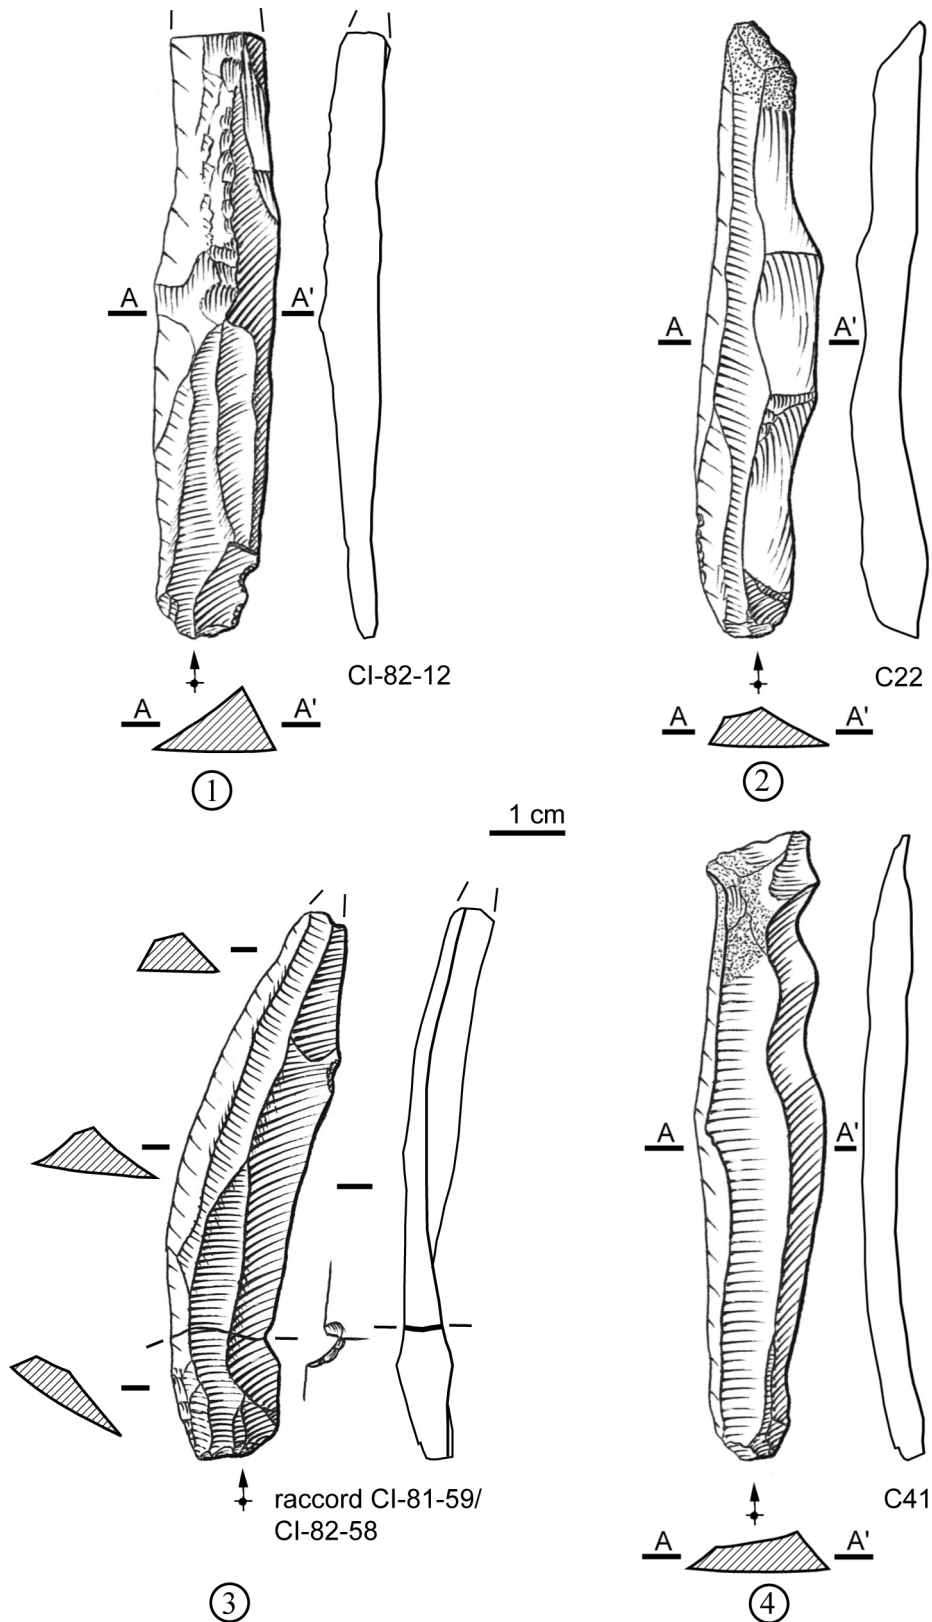 A A'
CI-82-12
A A'
1
A A'
C22
A A'
2
1 cm
raccord CI-81-59/
CI-82-58
3
A A'
C41
A A'
4